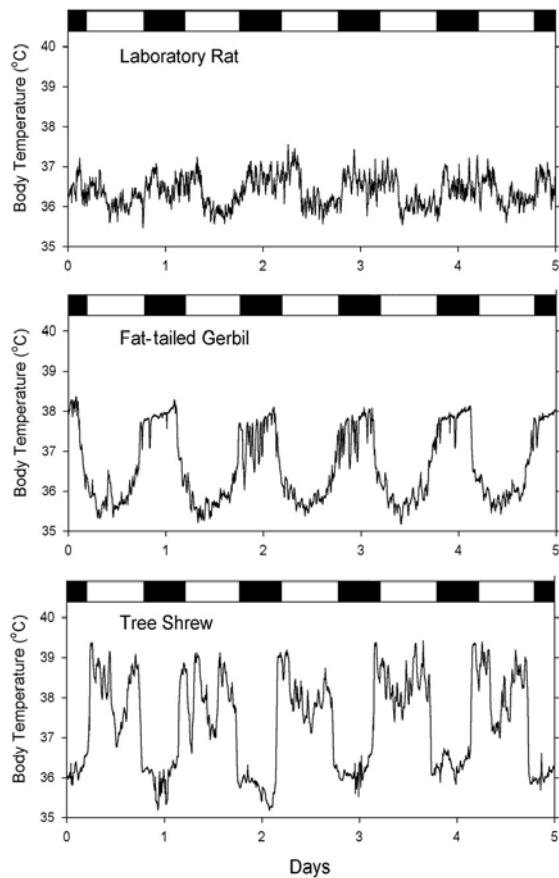 40
Laboratory Rat
39
38
37
36
35
Body Temperature (°C)
0 1 2 3 4 5
40
Fat-tailed Gerbil
39
38
37
36
35
Body Temperature (°C)
0 1 2 3 4 5
40
Tree Shrew
39
38
37
36
35
Body Temperature (°C)
0 1 2 3 4 5
Days